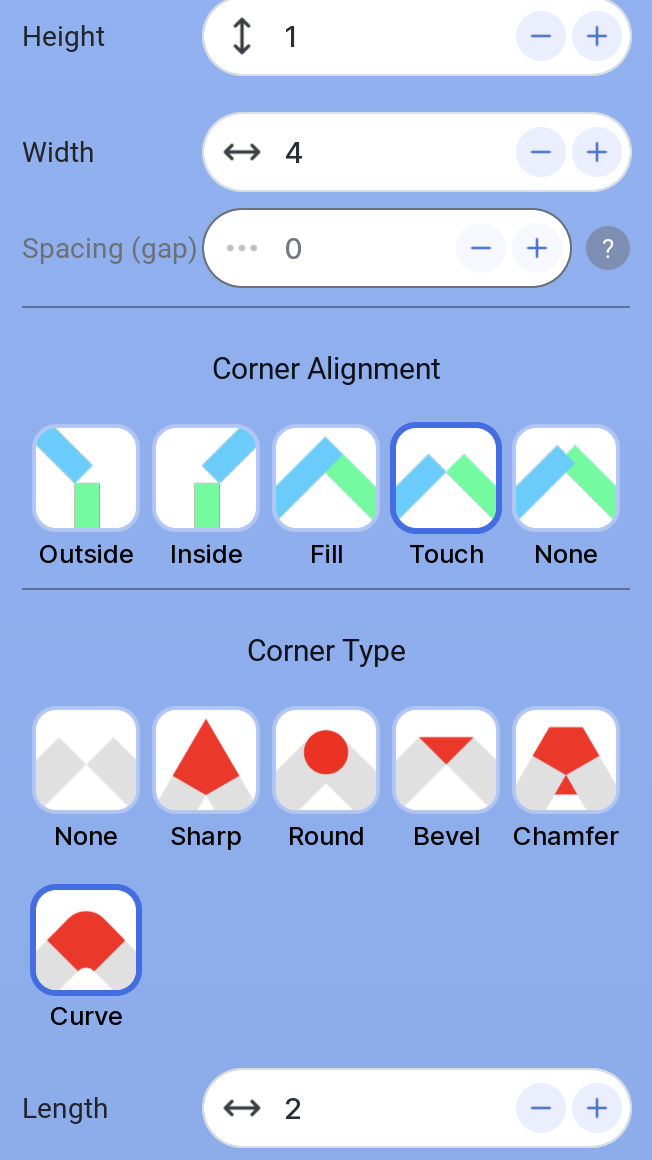 Height 1
Width 4
Spacing (gap) 0 ?
Corner Alignment
Outside Inside Fill Touch None
Corner Type
None Sharp Round Bevel Chamfer
Curve
Length 2